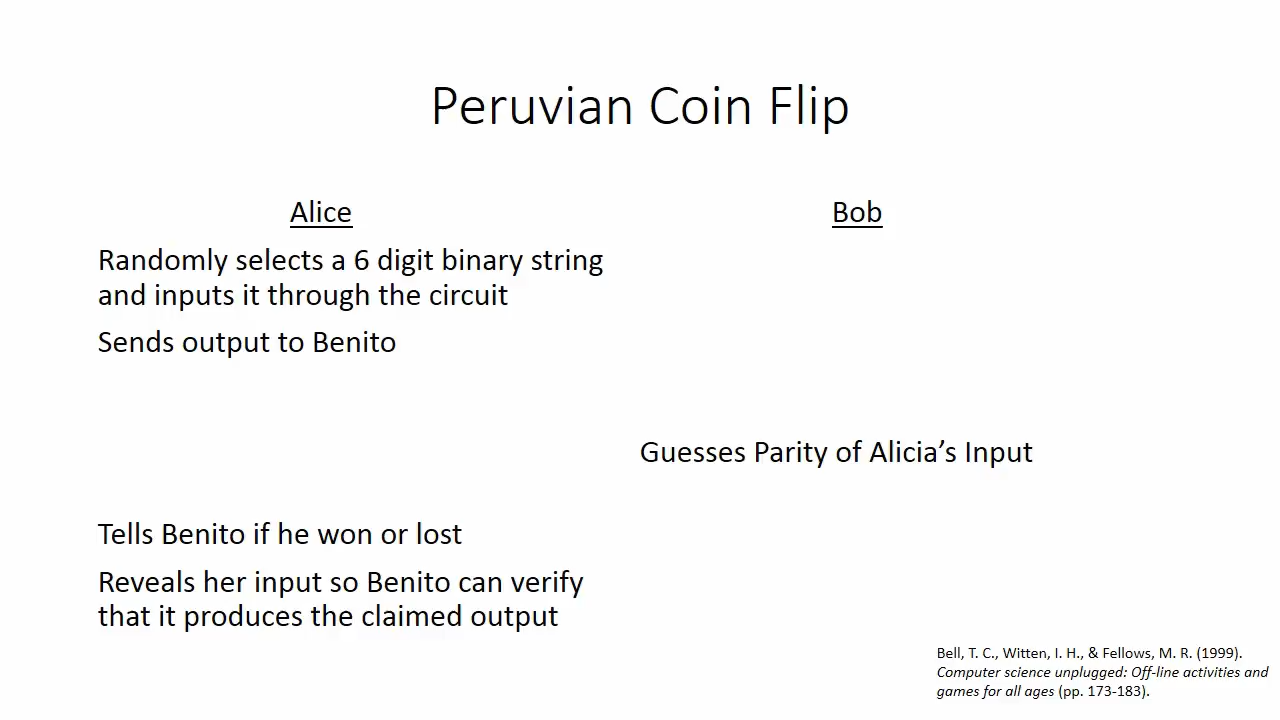 Peruvian Coin Flip
Alice
Bob
Randomly selects a 6 digit binary string
and inputs it through the circuit
Sends output to Benito
Guesses Parity of Alicia’s Input
Tells Benito if he won or lost
Reveals her input so Benito can verify
that it produces the claimed output
Bell, T. C., Witten, I. H., & Fellows, M. R. (1999).
Computer science unplugged: Off-line activities and
games for all ages (pp. 173-183).